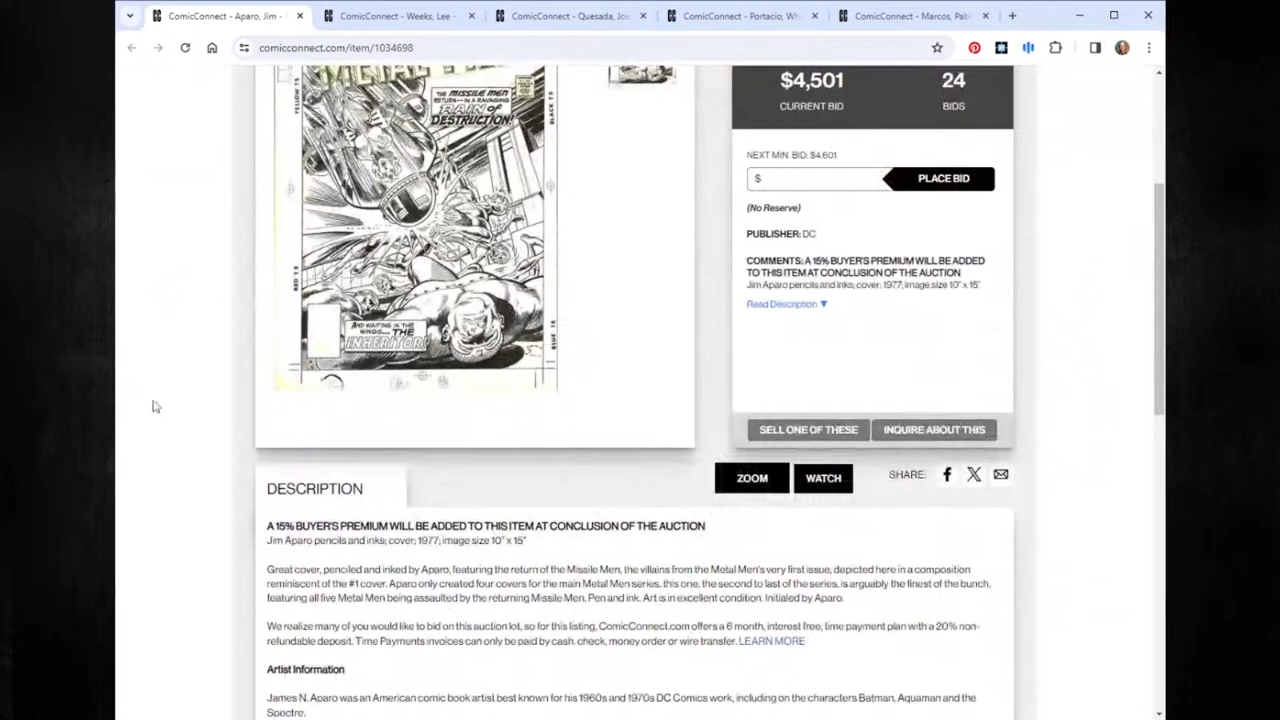 ComicConnect - Aparo, Jim -
ComicConnect - Weeks, Lee -
ComicConnect - Quesada, Joe
ComicConnect - Portacio, Wh
ComicConnect - Marcos, Pabl
comicconnect.com/item/1034698
METAL MEN
YELLOW 75
BLACK 75
THE MISSILE MEN
RETURN--IN A RAVAGING
RAIN OF
DESTRUCTION!
RED 75
BLUE 75
AND WAITING IN THE
WINGS... THE
INHERITOR!
$4,501
24
CURRENT BID
BIDS
NEXT MIN. BID: $4,601
$
PLACE BID
(No Reserve)
PUBLISHER: DC
COMMENTS: A 15% BUYER'S PREMIUM WILL BE ADDED
TO THIS ITEM AT CONCLUSION OF THE AUCTION
Jim Aparo pencils and inks; cover; 1977; image size 10" x 15"
Read Description ▼
SELL ONE OF THESE
INQUIRE ABOUT THIS
ZOOM
WATCH
SHARE:
DESCRIPTION
A 15% BUYER'S PREMIUM WILL BE ADDED TO THIS ITEM AT CONCLUSION OF THE AUCTION
Jim Aparo pencils and inks; cover; 1977; image size 10" x 15"
Great cover, penciled and inked by Aparo, featuring the return of the Missile Men, the villains from the Metal Men's very first issue, depicted here in a composition
reminiscent of the #1 cover. Aparo only created four covers for the main Metal Men series, this one, the second to last of the series, is arguably the finest of the bunch,
featuring all five Metal Men being assaulted by the returning Missile Men. Pen and ink. Art is in excellent condition. Initialed by Aparo.
We realize many of you would like to bid on this auction lot, so for this listing, ComicConnect.com offers a 6 month, interest free, time payment plan with a 20% non-
refundable deposit. Time Payments invoices can only be paid by cash, check, money order or wire transfer. LEARN MORE
Artist Information
James N. Aparo was an American comic book artist best known for his 1960s and 1970s DC Comics work, including on the characters Batman, Aquaman and the
Spectre.